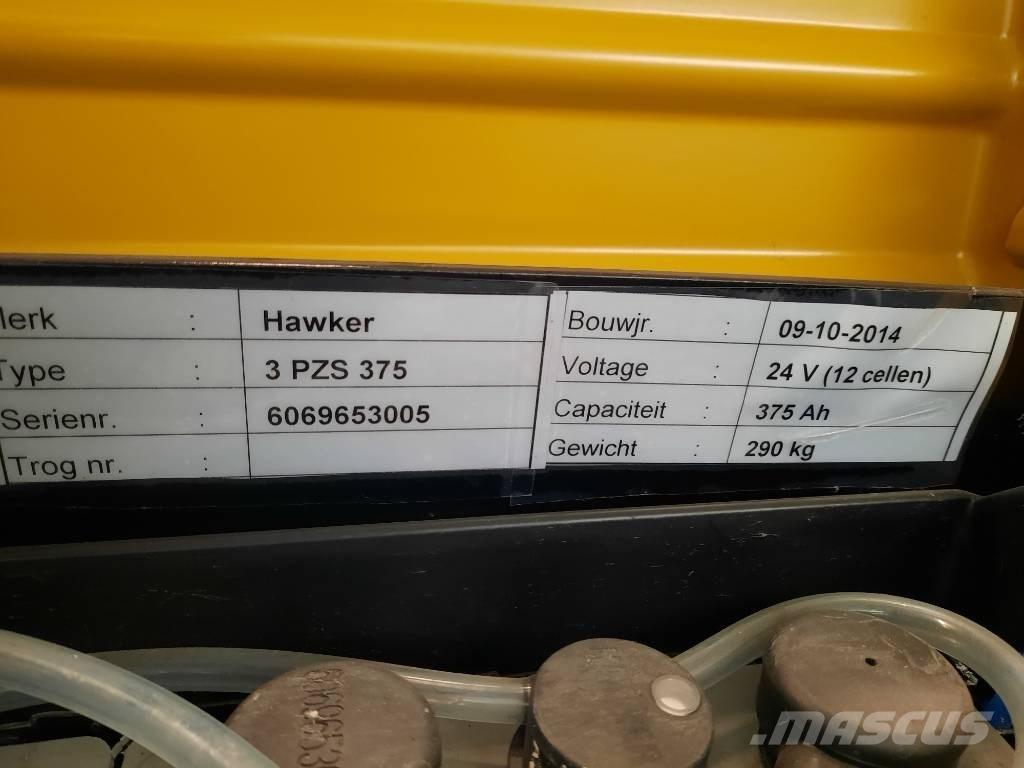 lerk : Hawker
Type : 3 PZS 375
Serienr. : 6069653005
Trog nr. :
Bouwjr. : 09-10-2014
Voltage : 24 V (12 cellen)
Capaciteit : 375 Ah
Gewicht : 290 kg
MASCUS